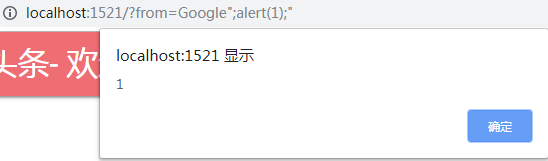 localhost:1521/?from=Google";alert(1);"
头条- 欢
localhost:1521 显示
1
确定